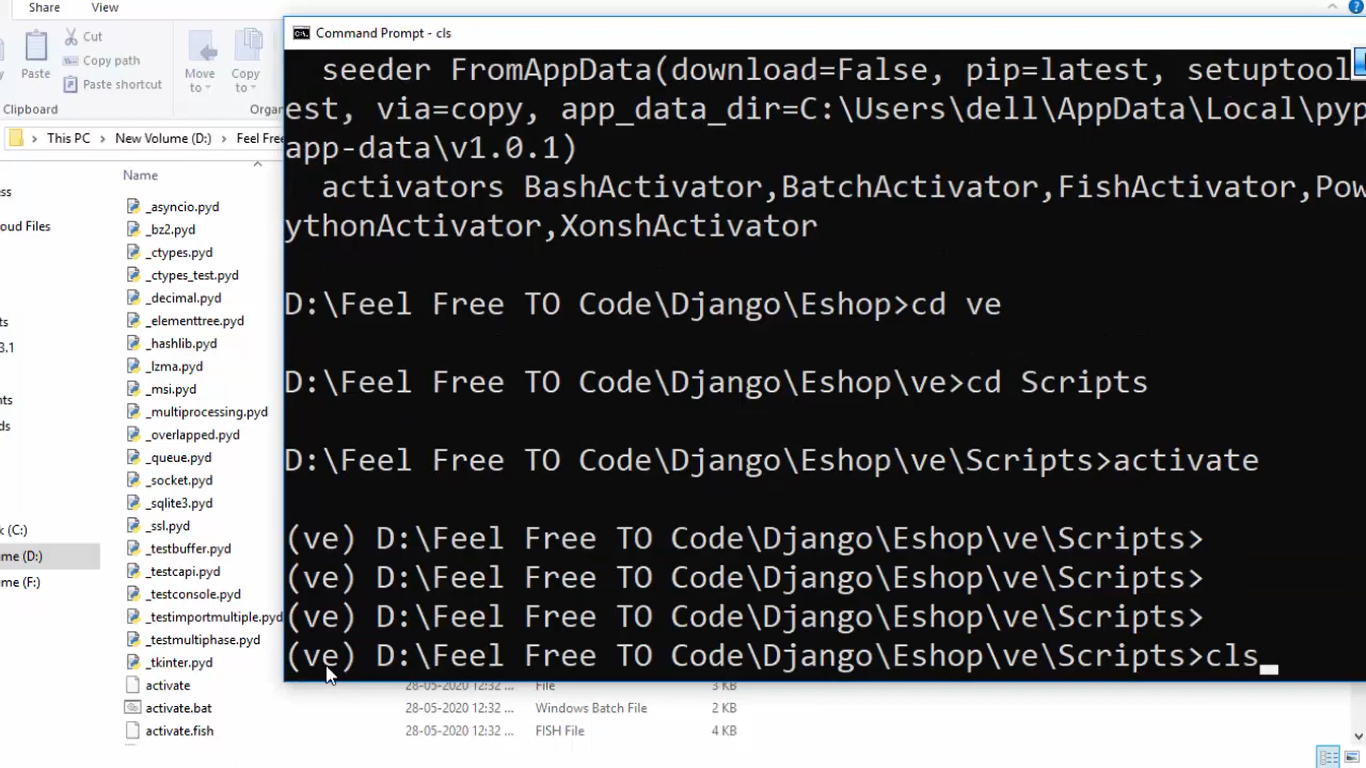 Share View
Cut
Copy path
Paste shortcut
Paste
Move to
Copy to
Clipboard
Organ
This PC > New Volume (D:) > Feel Free
Command Prompt - cls
seeder FromAppData(download=False, pip=latest, setuptool
est, via=copy, app_data_dir=C:\Users\dell\AppData\Local\pyp
app-data\v1.0.1)
activators BashActivator,BatchActivator,FishActivator,Pow
ythonActivator,XonshActivator
D:\Feel Free TO Code\Django\Eshop>cd ve
D:\Feel Free TO Code\Django\Eshop\ve>cd Scripts
D:\Feel Free TO Code\Django\Eshop\ve\Scripts>activate
(ve) D:\Feel Free TO Code\Django\Eshop\ve\Scripts>
(ve) D:\Feel Free TO Code\Django\Eshop\ve\Scripts>
(ve) D:\Feel Free TO Code\Django\Eshop\ve\Scripts>
(ve) D:\Feel Free TO Code\Django\Eshop\ve\Scripts>cls
Name
_asyncio.pyd
_bz2.pyd
_ctypes.pyd
_ctypes_test.pyd
_decimal.pyd
_elementtree.pyd
_hashlib.pyd
_lzma.pyd
_msi.pyd
_multiprocessing.pyd
_overlapped.pyd
_queue.pyd
_socket.pyd
_sqlite3.pyd
_ssl.pyd
_testbuffer.pyd
_testcapi.pyd
_testconsole.pyd
_testimportmultiple.pyd
_testmultiphase.pyd
_tkinter.pyd
activate 28-05-2020 12:32 ... File 3 KB
activate.bat 28-05-2020 12:32 ... Windows Batch File 2 KB
activate.fish 28-05-2020 12:32 ... FISH File 4 KB
ess
oud Files
ts
3.1
nts
ds
k (C:)
me (D:)
me (F:)